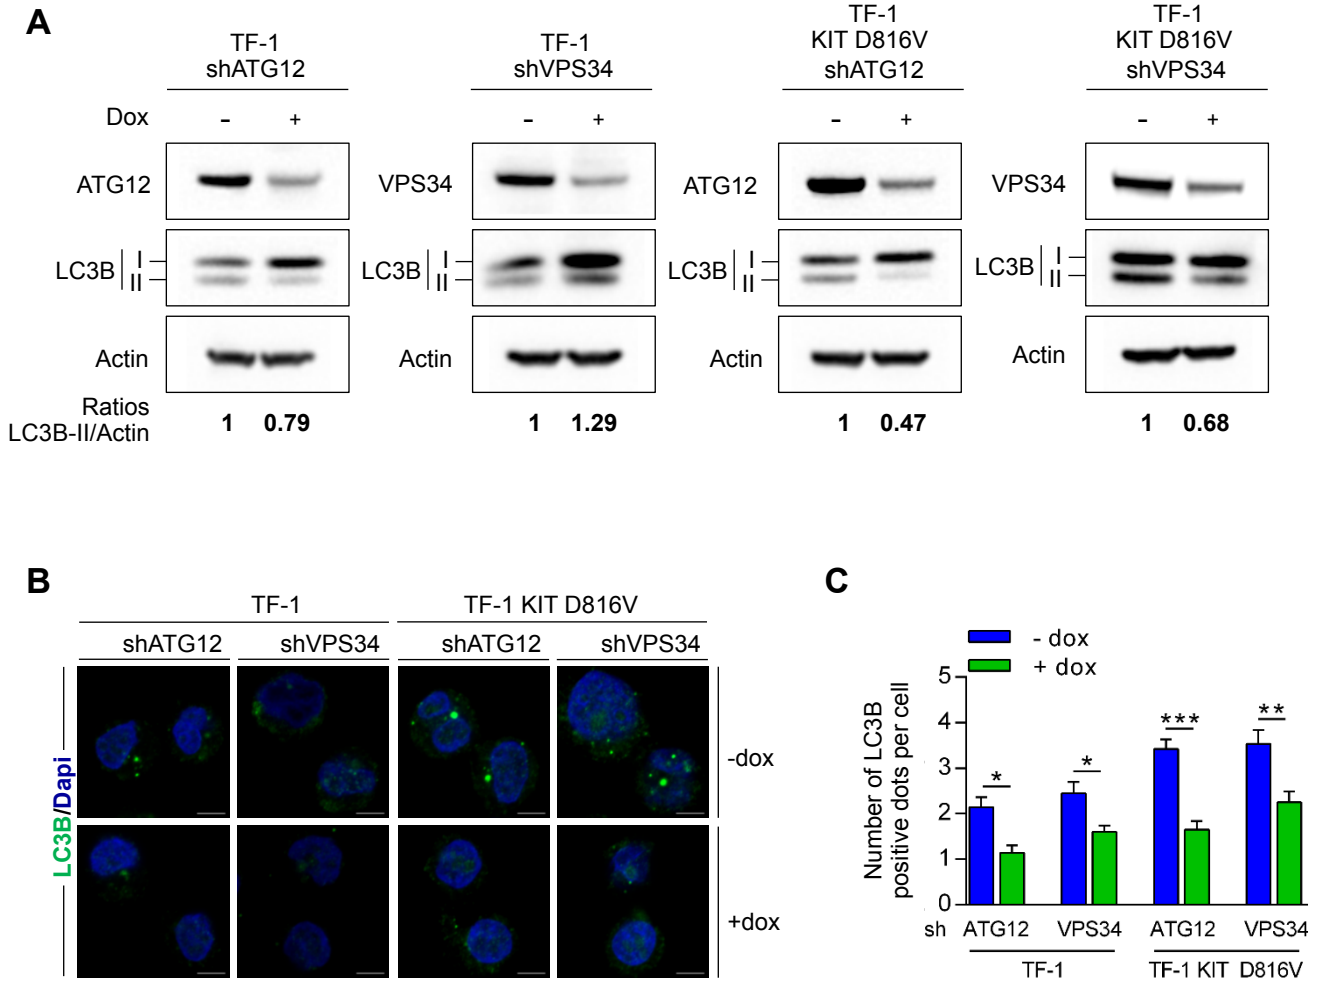 A
TF-1
shATG12
TF-1
shVPS34
TF-1
KIT D816V
shATG12
TF-1
KIT D816V
shVPS34
Dox - + - + - + - +
ATG12 VPS34 ATG12 VPS34
LC3B I II LC3B I II LC3B I II LC3B I II
Actin Actin Actin Actin
Ratios
LC3B-II/Actin 1 0.79 1 1.29 1 0.47 1 0.68
B
TF-1 TF-1 KIT D816V
shATG12 shVPS34 shATG12 shVPS34
LC3B/Dapi
-dox
+dox
C
- dox
+ dox
Number of LC3B
positive dots per cell
5
4
3
2
1
0
* * *** **
sh ATG12 VPS34 ATG12 VPS34
TF-1 TF-1 KIT D816V